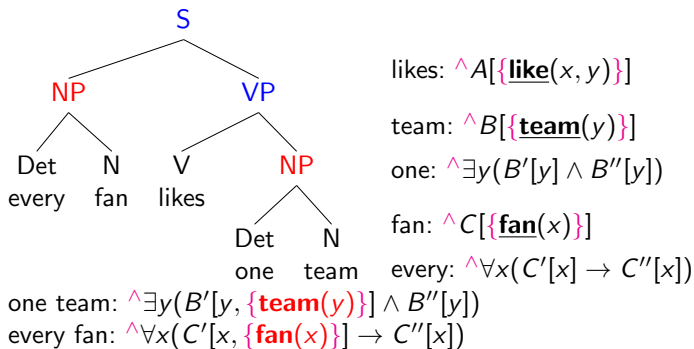 S
NP VP
likes: ^A[{like(x, y)}]
Det N V NP
every fan likes
team: ^B[{team(y)}]
one: ^∃y(B′[y] ∧ B″[y])
Det N
one team
fan: ^C[{fan(x)}]
every: ^∀x(C′[x] → C″[x])
one team: ^∃y(B′[y, {team(y)}] ∧ B″[y])
every fan: ^∀x(C′[x, {fan(x)}] → C″[x])